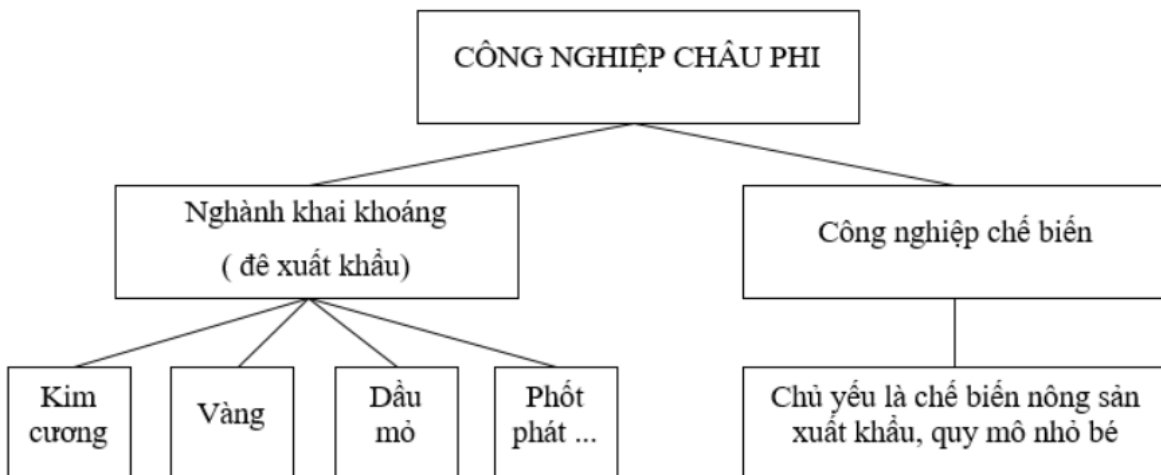 CÔNG NGHIỆP CHÂU PHI
Nghành khai khoáng
( đê xuất khẩu)
Công nghiệp chế biến
Kim
cương
Vàng
Dầu
mỏ
Phốt
phát ...
Chủ yếu là chế biến nông sản
xuất khẩu, quy mô nhỏ bé